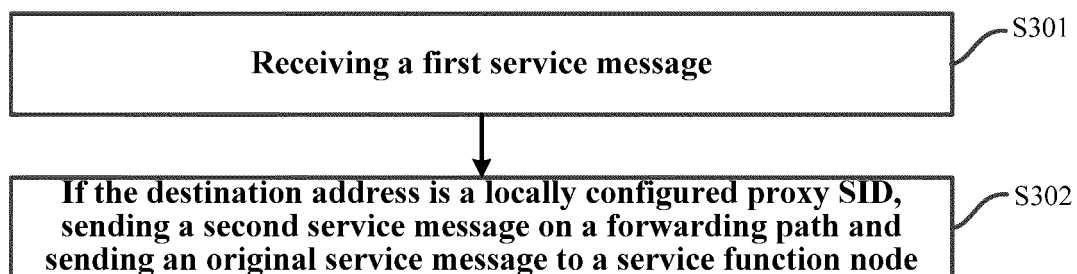 Receiving a first service message
S301
If the destination address is a locally configured proxy SID,
sending a second service message on a forwarding path and
sending an original service message to a service function node
S302